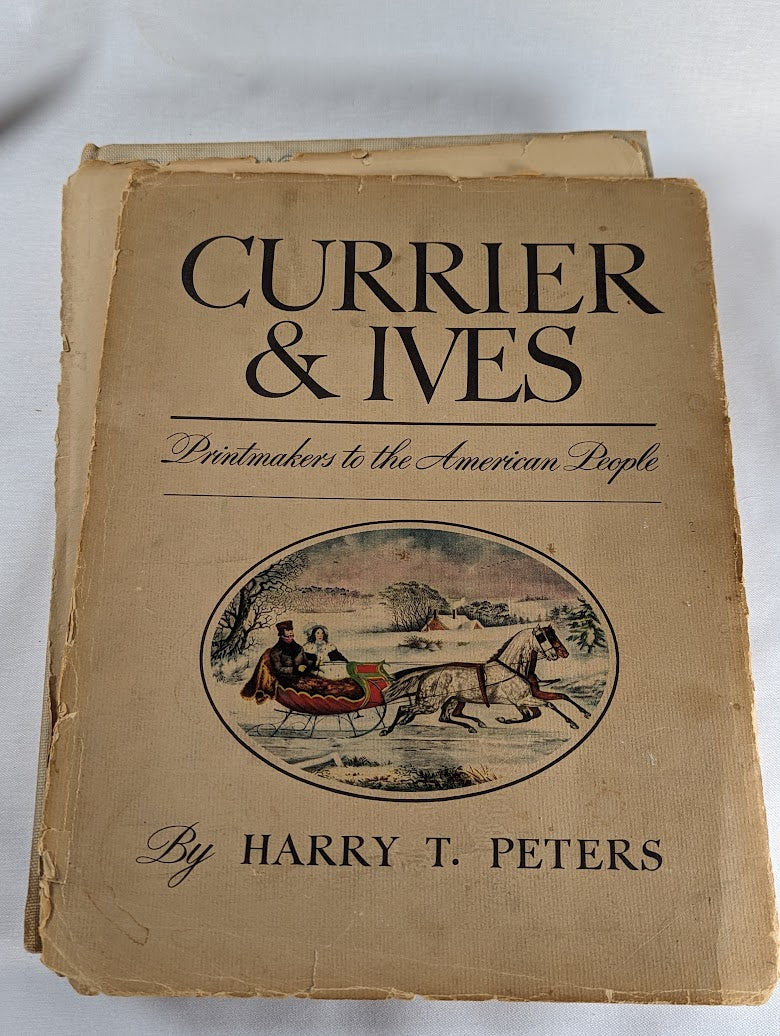 CURRIER
& IVES
Printmakers to the American People
By HARRY T. PETERS